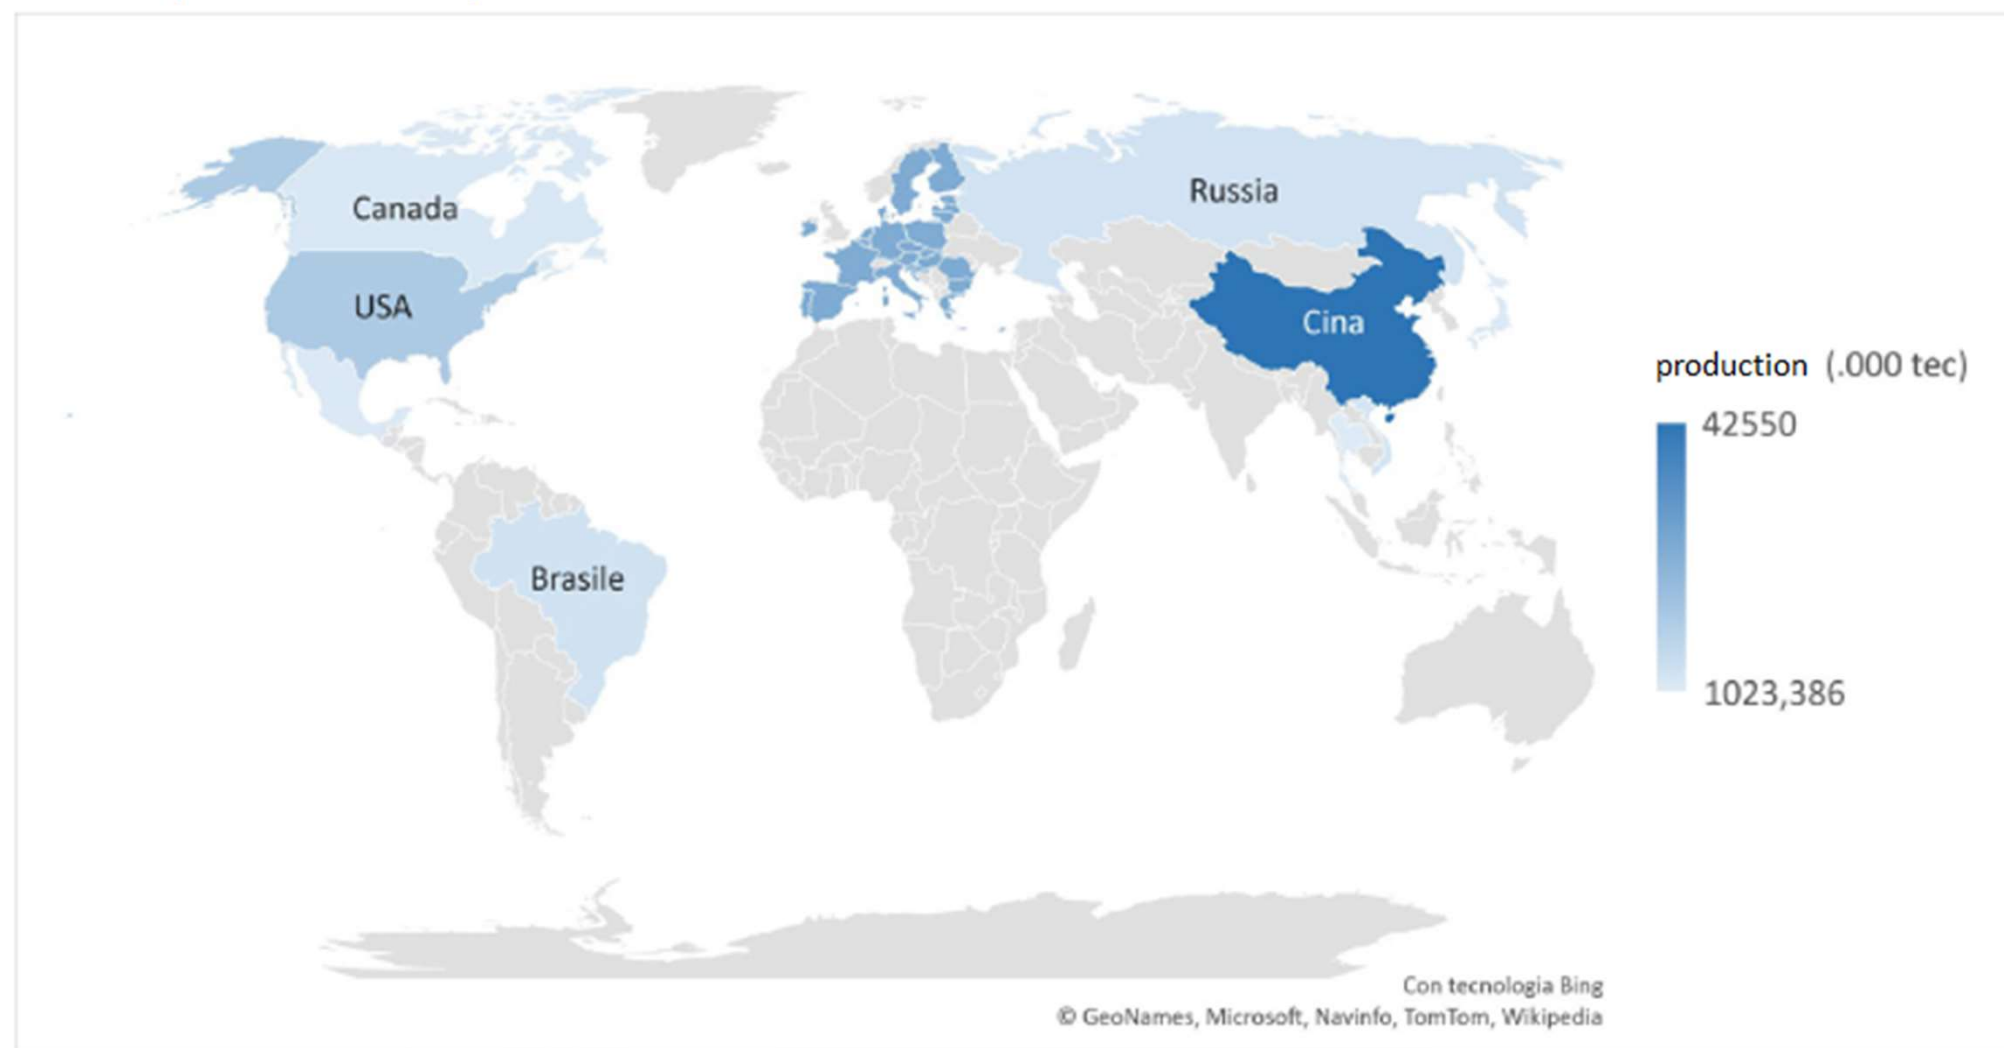 Canada
Russia
USA
Cina
production (.000 tec)
42550
Brasile
1023,386
Con tecnologia Bing
© GeoNames, Microsoft, Navinfo, TomTom, Wikipedia